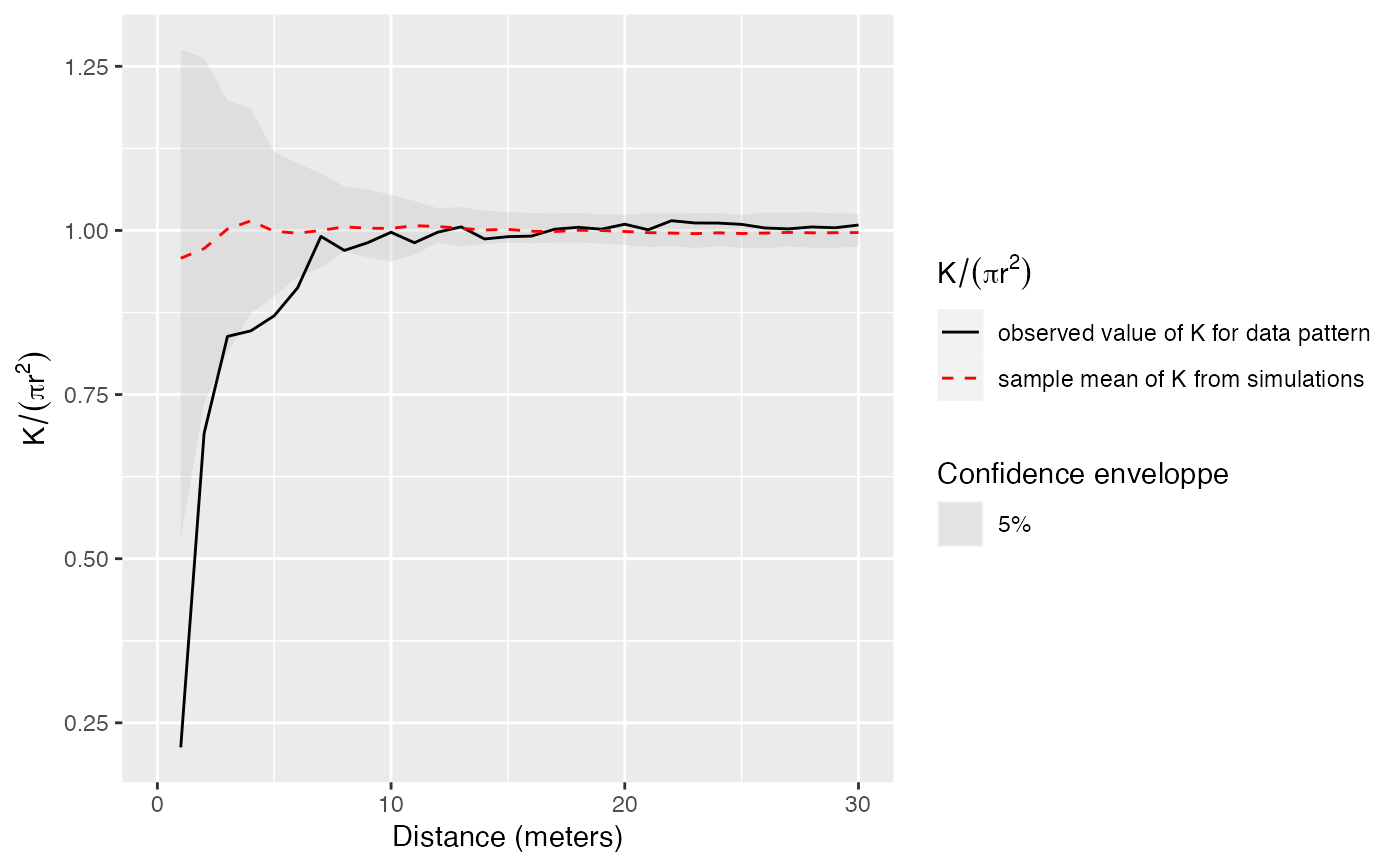 1.25
1.00
0.75
0.50
0.25
K/(πr²)
0
10
20
30
Distance (meters)
K/(πr²)
observed value of K for data pattern
sample mean of K from simulations
Confidence enveloppe
5%